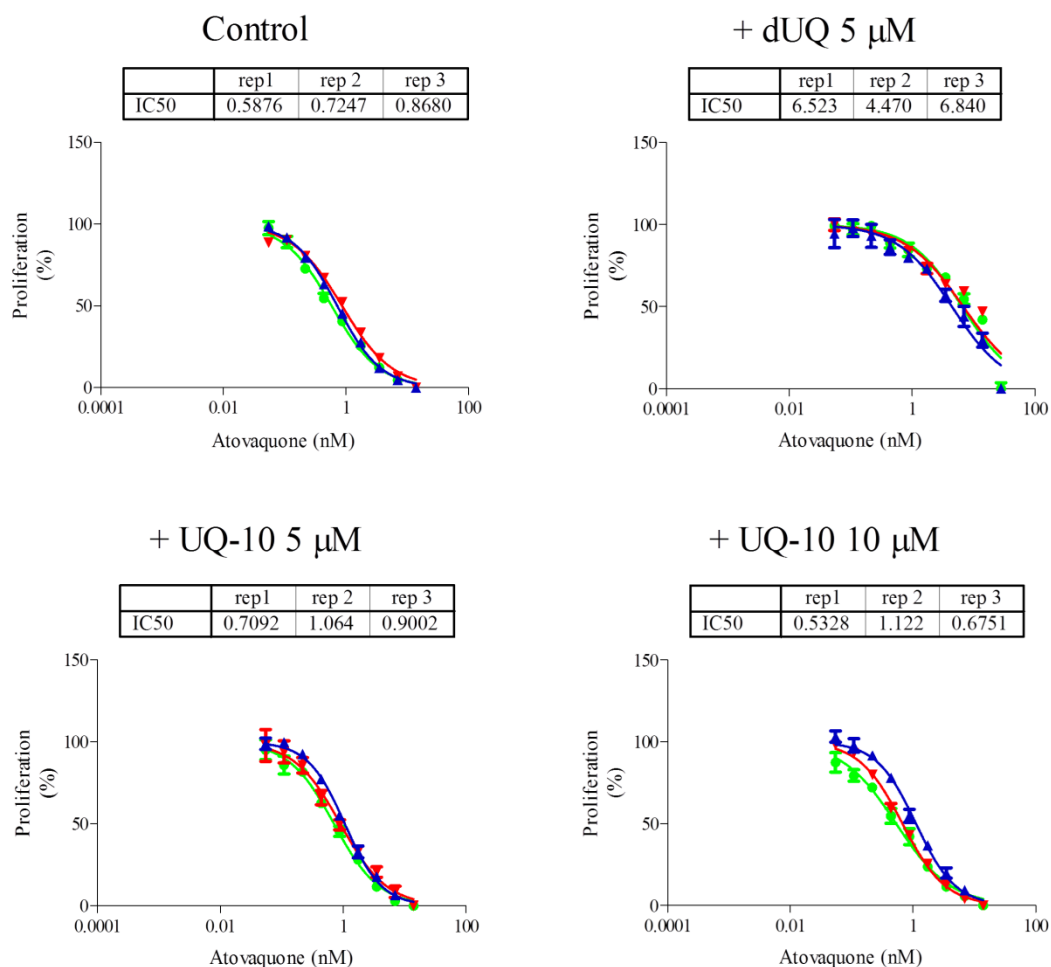 Control
rep1 rep 2 rep 3
IC50 0.5876 0.7247 0.8680
150
100
50
0
Proliferation
(%)
0.0001 0.01 1 100
Atovaquone (nM)
+ dUQ 5 μM
rep1 rep 2 rep 3
IC50 6.523 4.470 6.840
150
100
50
0
Proliferation
(%)
0.0001 0.01 1 100
Atovaquone (nM)
+ UQ-10 5 μM
rep1 rep 2 rep 3
IC50 0.7092 1.064 0.9002
150
100
50
0
Proliferation
(%)
0.0001 0.01 1 100
Atovaquone (nM)
+ UQ-10 10 μM
rep1 rep 2 rep 3
IC50 0.5328 1.122 0.6751
150
100
50
0
Proliferation
(%)
0.0001 0.01 1 100
Atovaquone (nM)